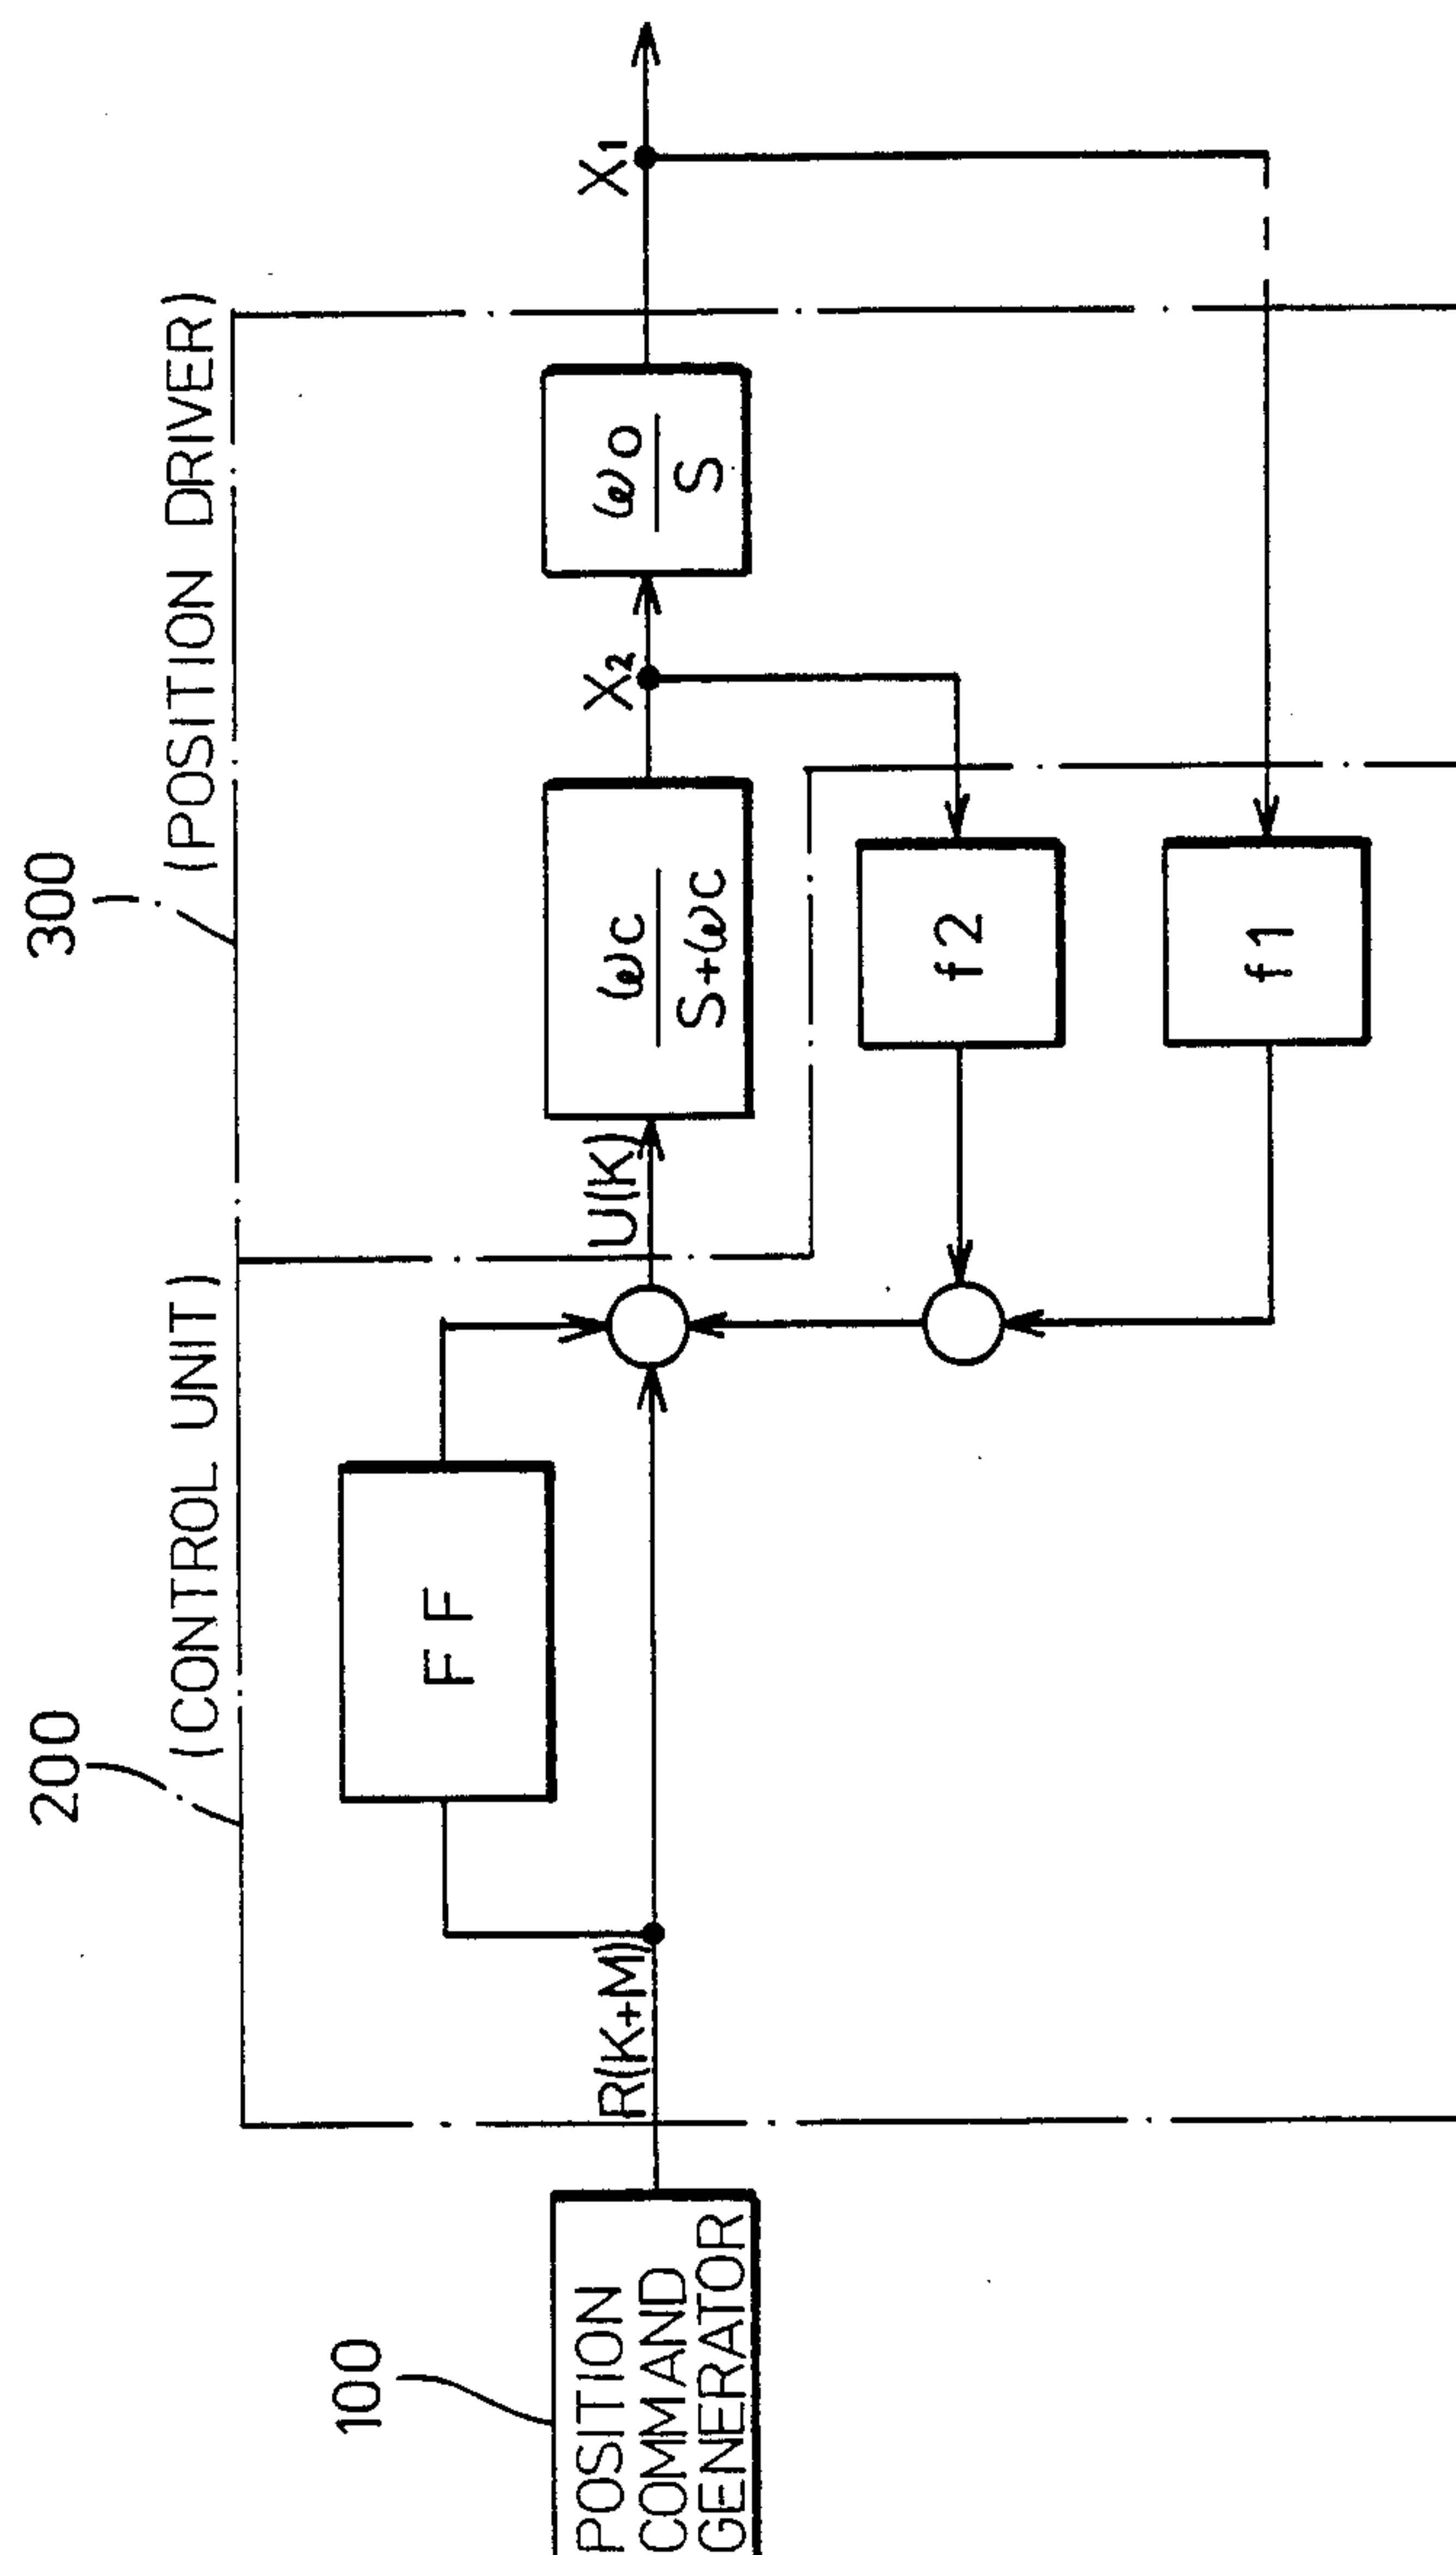 100
POSITION
COMMAND
GENERATOR
200
(CONTROL UNIT)
R(K+M)
FF
U(K)
300
(POSITION DRIVER)
ωC
S+ωC
X2
ωO
S
X1
f2
f1